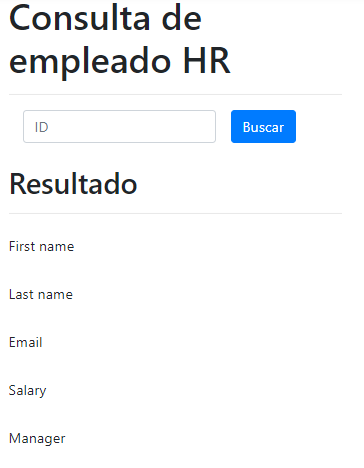 Consulta de
empleado HR
ID
Buscar
Resultado
First name
Last name
Email
Salary
Manager